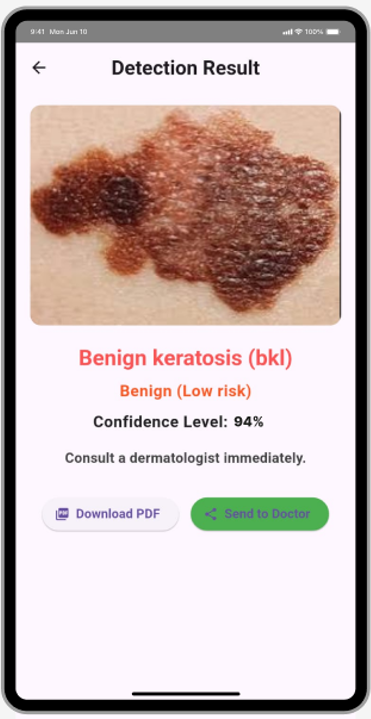 9:41 Mon Jun 10
100%
Detection Result
Benign keratosis (bkl)
Benign (Low risk)
Confidence Level: 94%
Consult a dermatologist immediately.
PDF Download PDF
Send to Doctor